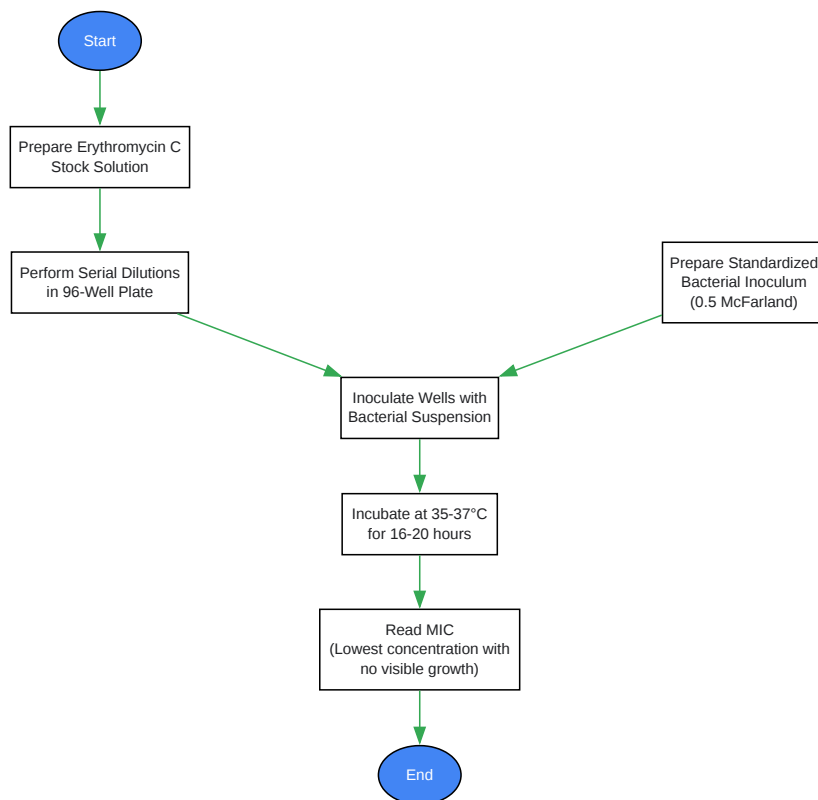 Start
Prepare Erythromycin C
Stock Solution
Perform Serial Dilutions
in 96-Well Plate
Prepare Standardized
Bacterial Inoculum
(0.5 McFarland)
Inoculate Wells with
Bacterial Suspension
Incubate at 35-37°C
for 16-20 hours
Read MIC
(Lowest concentration with
no visible growth)
End